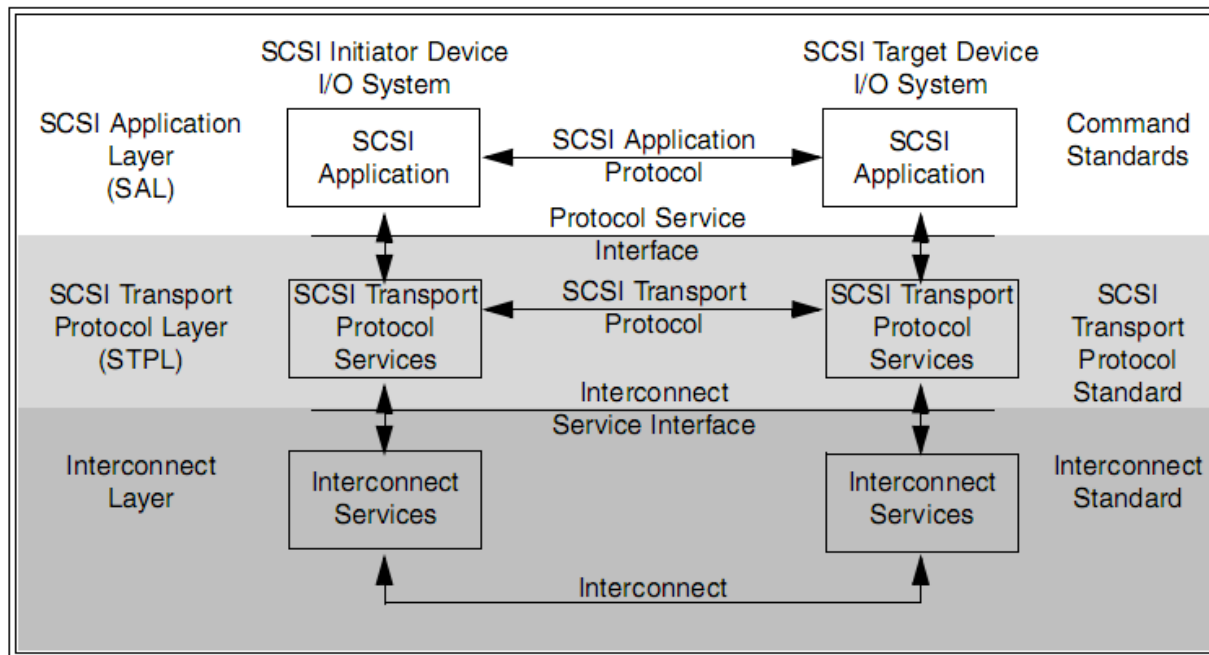 SCSI Initiator Device
I/O System
SCSI Target Device
I/O System
SCSI Application
Layer
(SAL)
SCSI
Application
SCSI Application
Protocol
SCSI
Application
Command
Standards
Protocol Service
Interface
SCSI Transport
Protocol Layer
(STPL)
SCSI Transport
Protocol
Services
SCSI Transport
Protocol
SCSI Transport
Protocol
Services
SCSI
Transport
Protocol
Standard
Interconnect
Service Interface
Interconnect
Layer
Interconnect
Services
Interconnect
Services
Interconnect
Standard
Interconnect